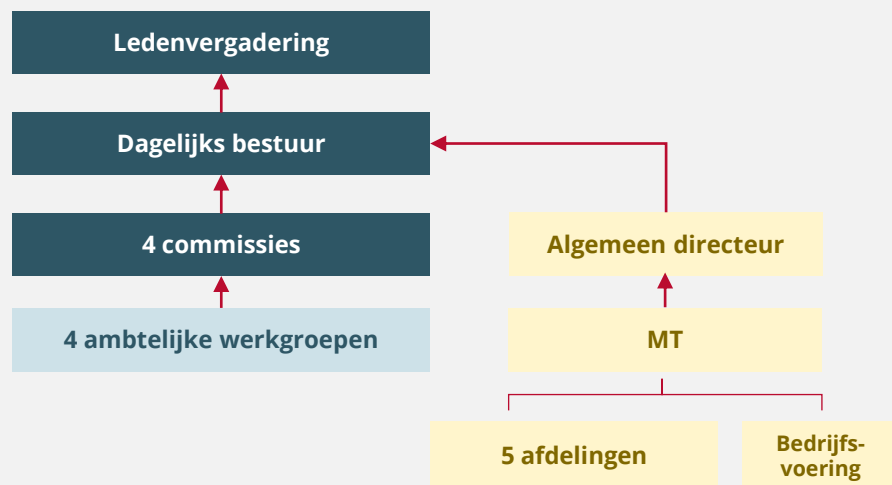 Ledenvergadering
Dagelijks bestuur
4 commissies
Algemeen directeur
4 ambtelijke werkgroepen
MT
5 afdelingen
Bedrijfs-
voering